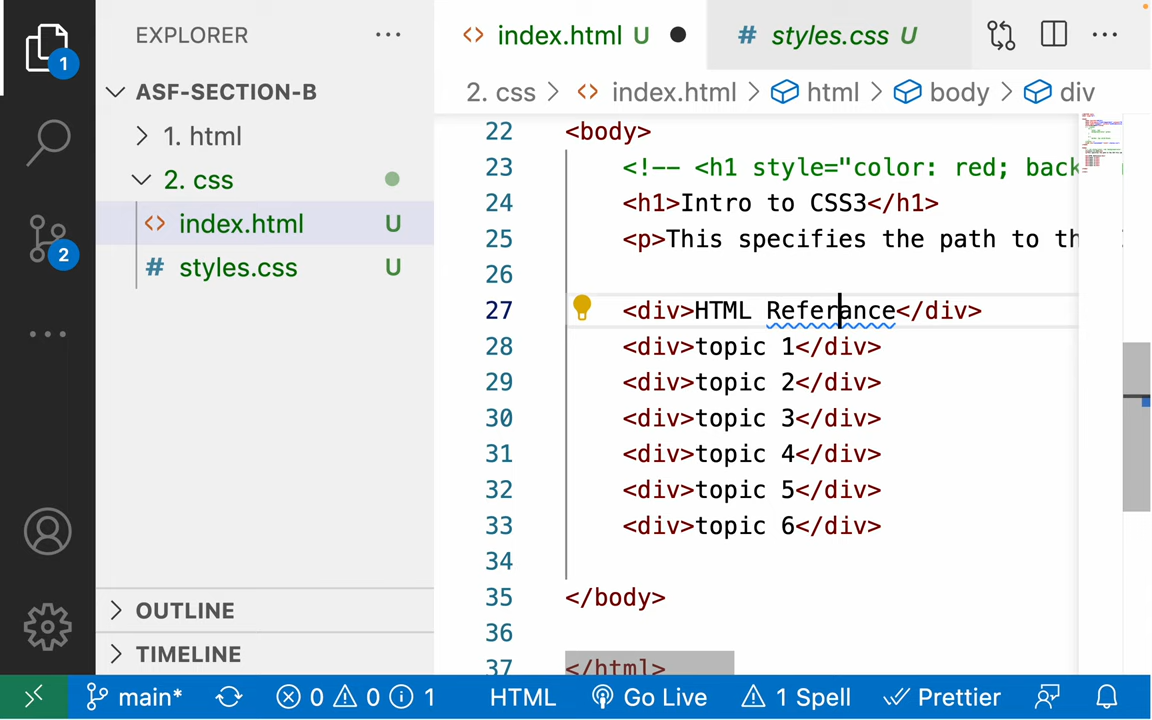 EXPLORER
index.html U
# styles.css U
1
ASF-SECTION-B
2. css > index.html > html > body > div
1. html
2. css
index.html U
# styles.css U
2
22 <body>
23 <!-- <h1 style="color: red; back
24 <h1>Intro to CSS3</h1>
25 <p>This specifies the path to th
26
27 <div>HTML Referance</div>
28 <div>topic 1</div>
29 <div>topic 2</div>
30 <div>topic 3</div>
31 <div>topic 4</div>
32 <div>topic 5</div>
33 <div>topic 6</div>
34
35 </body>
36
37 </html>
OUTLINE
TIMELINE
main* 0 0 1 HTML Go Live 1 Spell Prettier